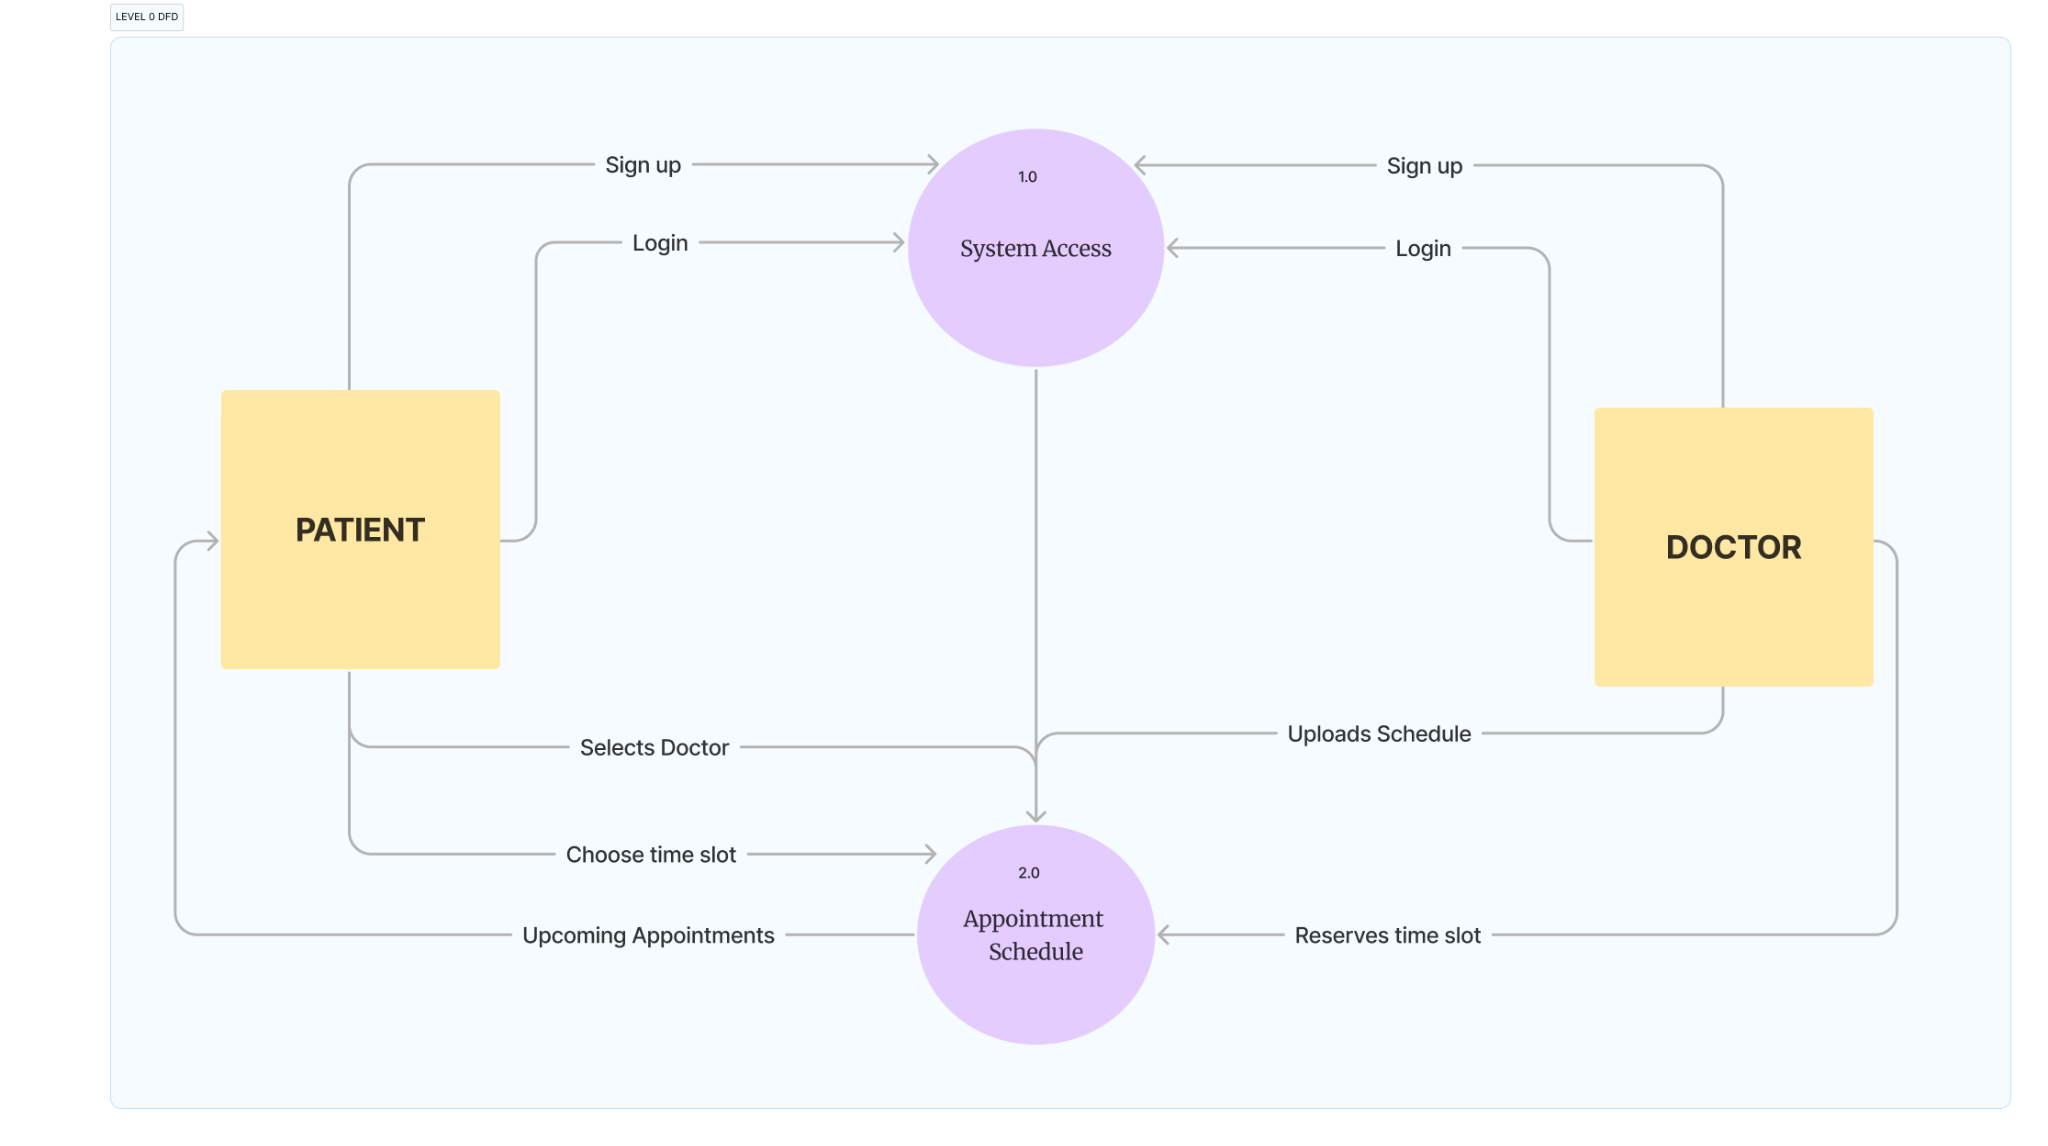 LEVEL 0 DFD
Sign up
Sign up
1.0
Login
System Access
Login
PATIENT
DOCTOR
Selects Doctor
Uploads Schedule
Choose time slot
2.0
Appointment
Schedule
Upcoming Appointments
Reserves time slot